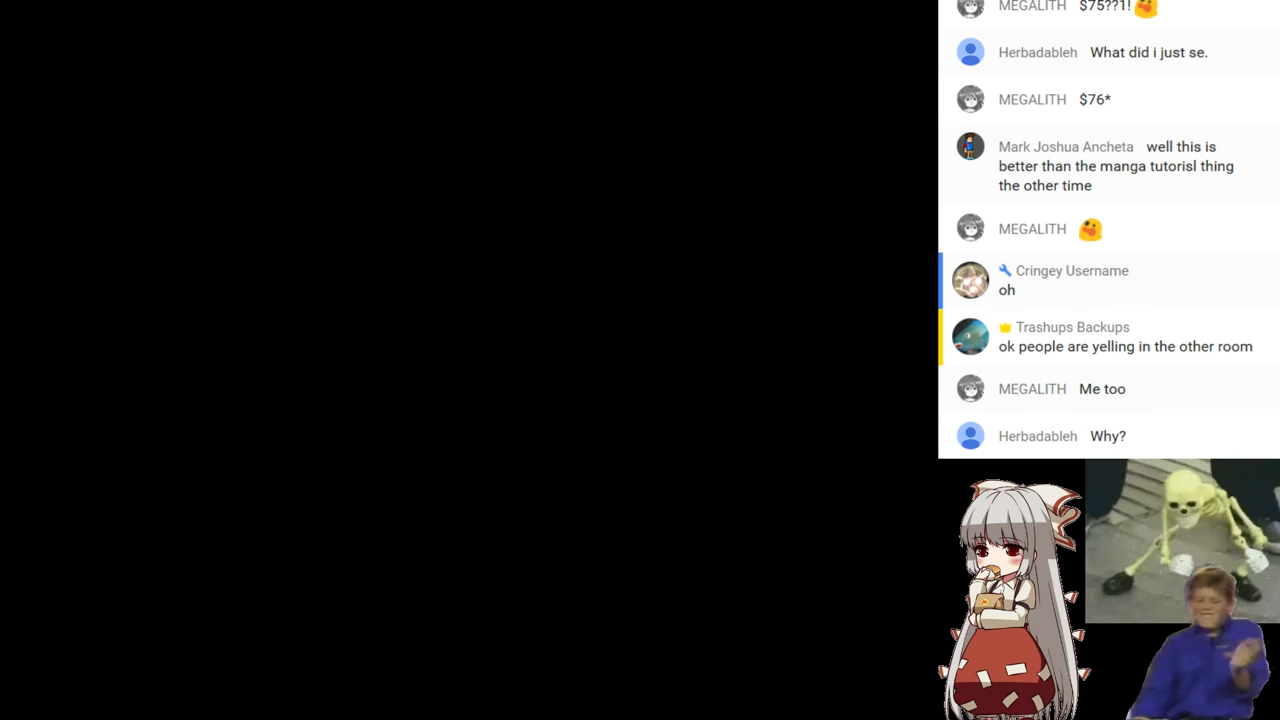 MEGALITH $75??1!
Herbadableh What did i just se.
MEGALITH $76*
Mark Joshua Ancheta well this is
better than the manga tutorisl thing
the other time
MEGALITH
Cringey Username
oh
Trashups Backups
ok people are yelling in the other room
MEGALITH Me too
Herbadableh Why?